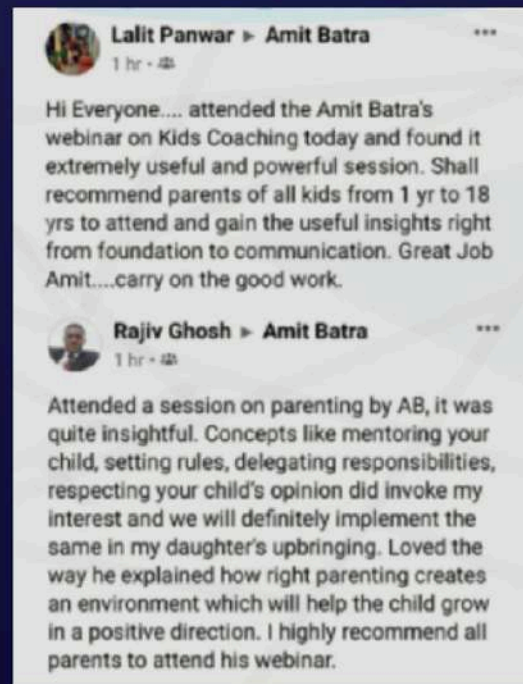 Lalit Panwar ▸ Amit Batra
1 hr ·
Hi Everyone.... attended the Amit Batra's
webinar on Kids Coaching today and found it
extremely useful and powerful session. Shall
recommend parents of all kids from 1 yr to 18
yrs to attend and gain the useful insights right
from foundation to communication. Great Job
Amit....carry on the good work.
Rajiv Ghosh ▸ Amit Batra
1 hr ·
Attended a session on parenting by AB, it was
quite insightful. Concepts like mentoring your
child, setting rules, delegating responsibilities,
respecting your child's opinion did invoke my
interest and we will definitely implement the
same in my daughter's upbringing. Loved the
way he explained how right parenting creates
an environment which will help the child grow
in a positive direction. I highly recommend all
parents to attend his webinar.